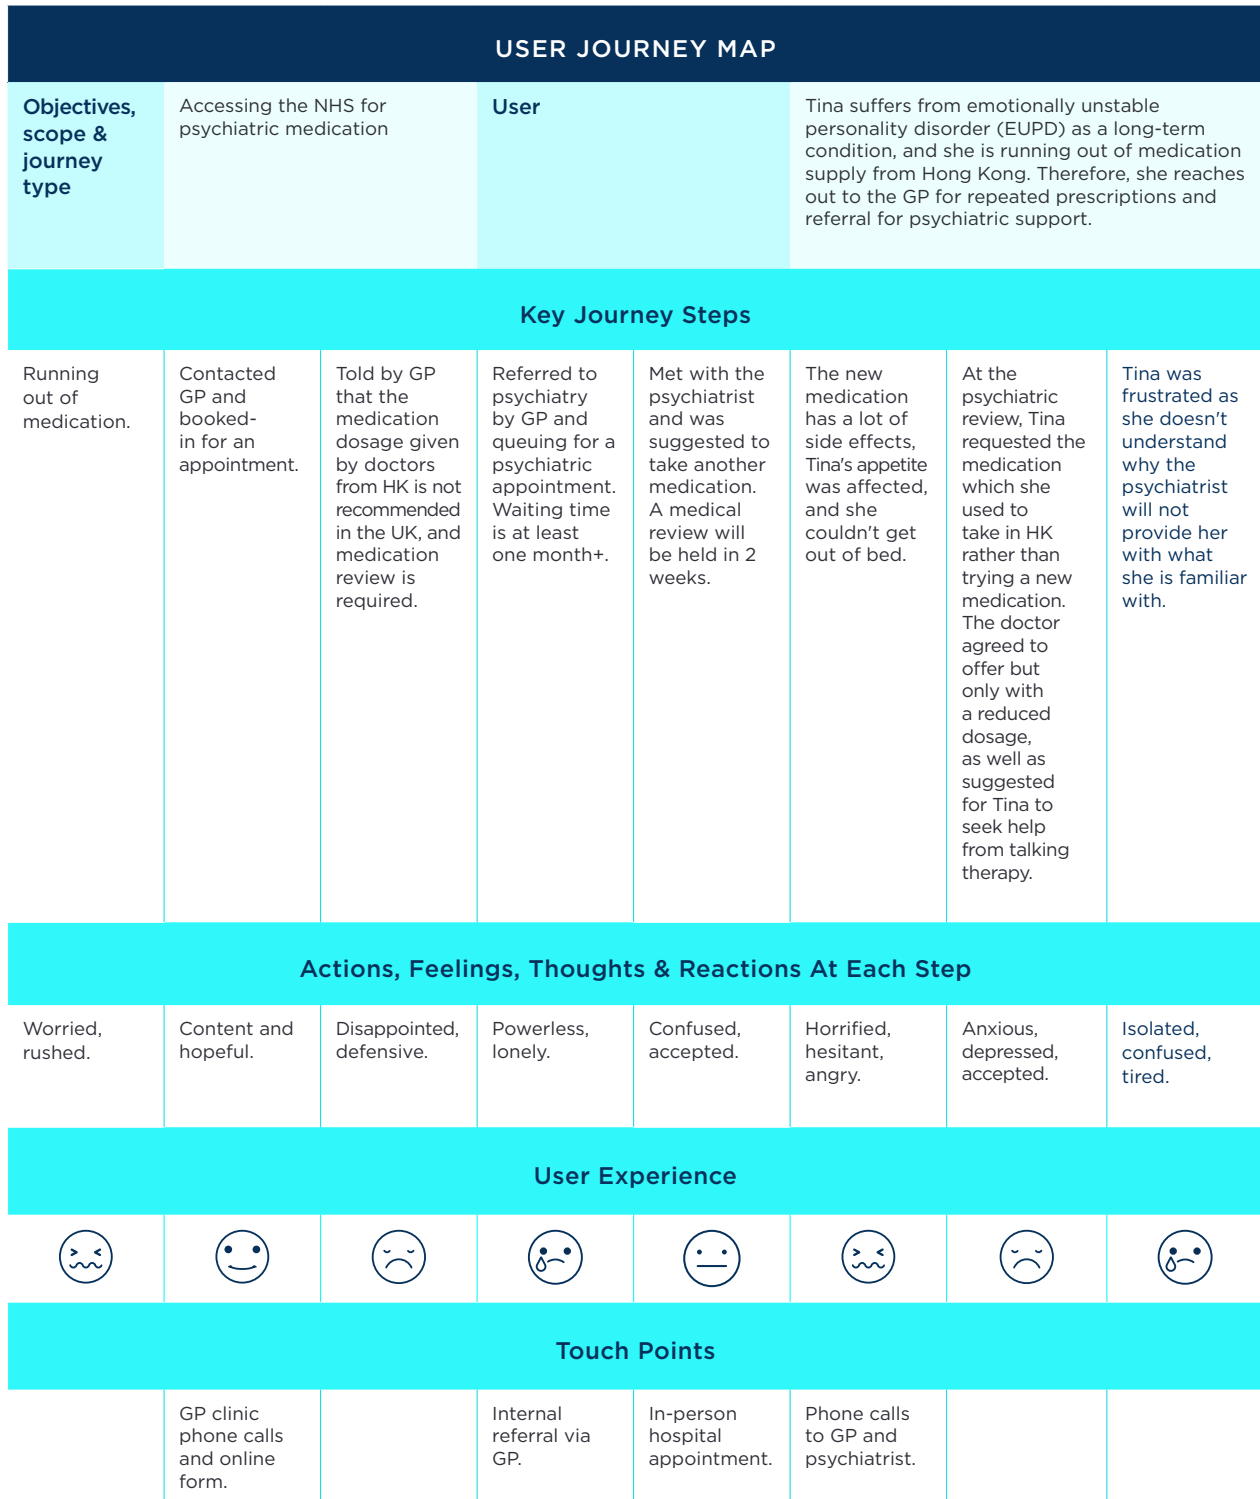 USER JOURNEY MAP
Objectives,
scope &
journey
type
Accessing the NHS for
psychiatric medication
User
Tina suffers from emotionally unstable
personality disorder (EUPD) as a long-term
condition, and she is running out of medication
supply from Hong Kong. Therefore, she reaches
out to the GP for repeated prescriptions and
referral for psychiatric support.
Key Journey Steps
Running
out of
medication.
Contacted
GP and
booked-
in for an
appointment.
Told by GP
that the
medication
dosage given
by doctors
from HK is not
recommended
in the UK, and
medication
review is
required.
Referred to
psychiatry
by GP and
queuing for a
psychiatric
appointment.
Waiting time
is at least
one month+.
Met with the
psychiatrist
and was
suggested to
take another
medication.
A medical
review will
be held in 2
weeks.
The new
medication
has a lot of
side effects,
Tina's appetite
was affected,
and she
couldn't get
out of bed.
At the
psychiatric
review, Tina
requested the
medication
which she
used to
take in HK
rather than
trying a new
medication.
The doctor
agreed to
offer but
only with
a reduced
dosage,
as well as
suggested
for Tina to
seek help
from talking
therapy.
Tina was
frustrated as
she doesn't
understand
why the
psychiatrist
will not
provide her
with what
she is familiar
with.
Actions, Feelings, Thoughts & Reactions At Each Step
Worried,
rushed.
Content and
hopeful.
Disappointed,
defensive.
Powerless,
lonely.
Confused,
accepted.
Horrified,
hesitant,
angry.
Anxious,
depressed,
accepted.
Isolated,
confused,
tired.
User Experience
Touch Points
GP clinic
phone calls
and online
form.
Internal
referral via
GP.
In-person
hospital
appointment.
Phone calls
to GP and
psychiatrist.